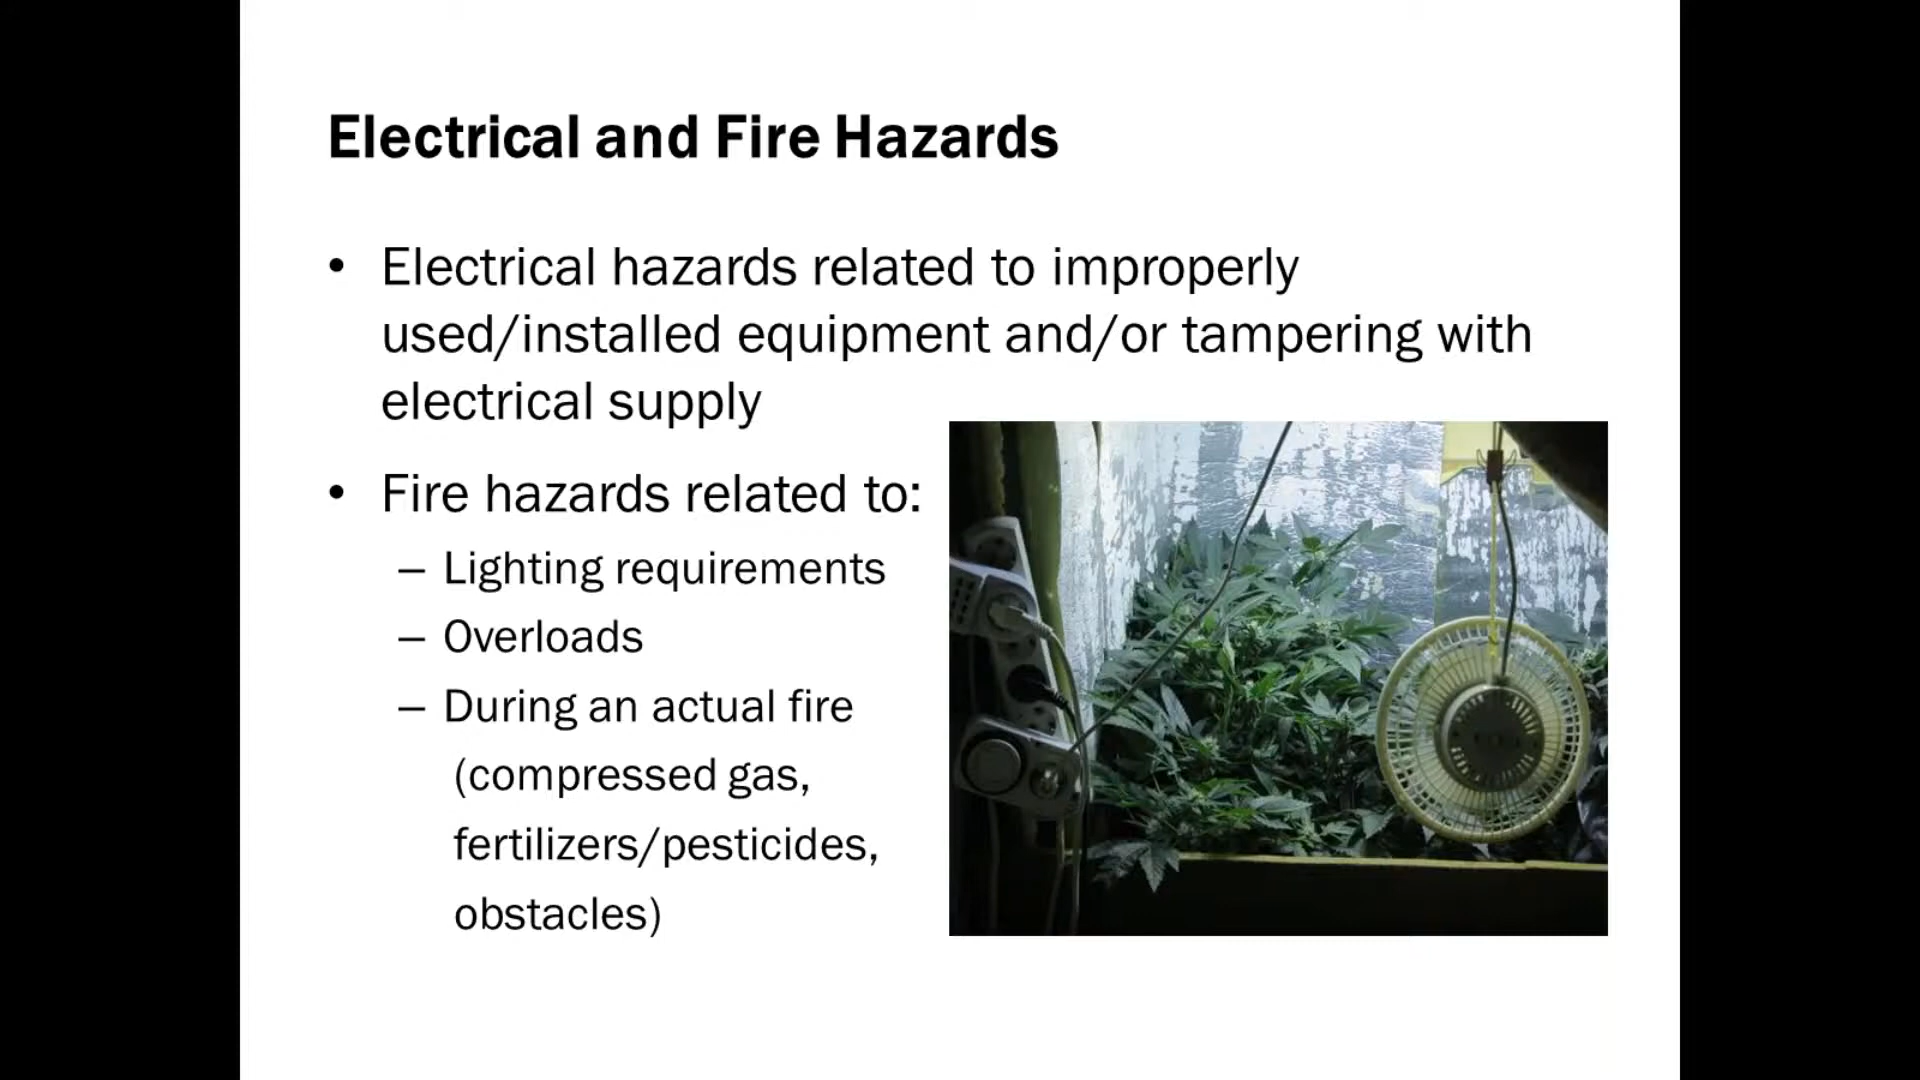 Electrical and Fire Hazards
• Electrical hazards related to improperly
used/installed equipment and/or tampering with
electrical supply
• Fire hazards related to:
– Lighting requirements
– Overloads
– During an actual fire
(compressed gas,
fertilizers/pesticides,
obstacles)